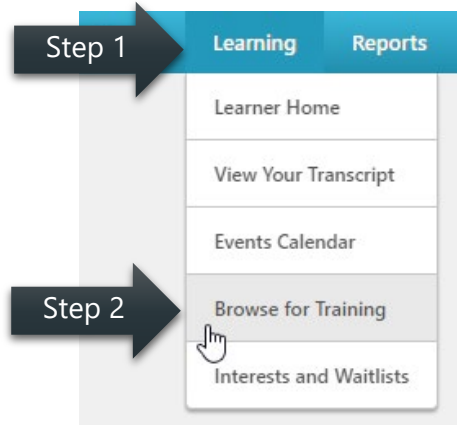 Step 1
Learning Reports
Learner Home
View Your Transcript
Events Calendar
Step 2
Browse for Training
Interests and Waitlists